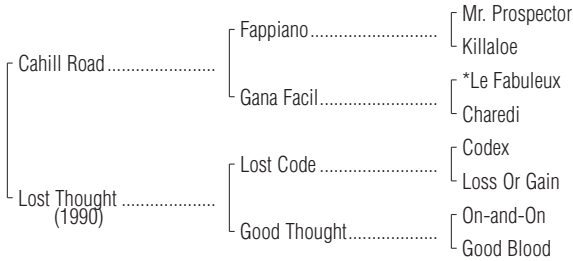 Mr. Prospector
Fappiano
Killaloe
Cahill Road
*Le Fabuleux
Gana Facil
Charedi
Codex
Lost Code
Loss Or Gain
Lost Thought
(1990)
On-and-On
Good Thought
Good Blood